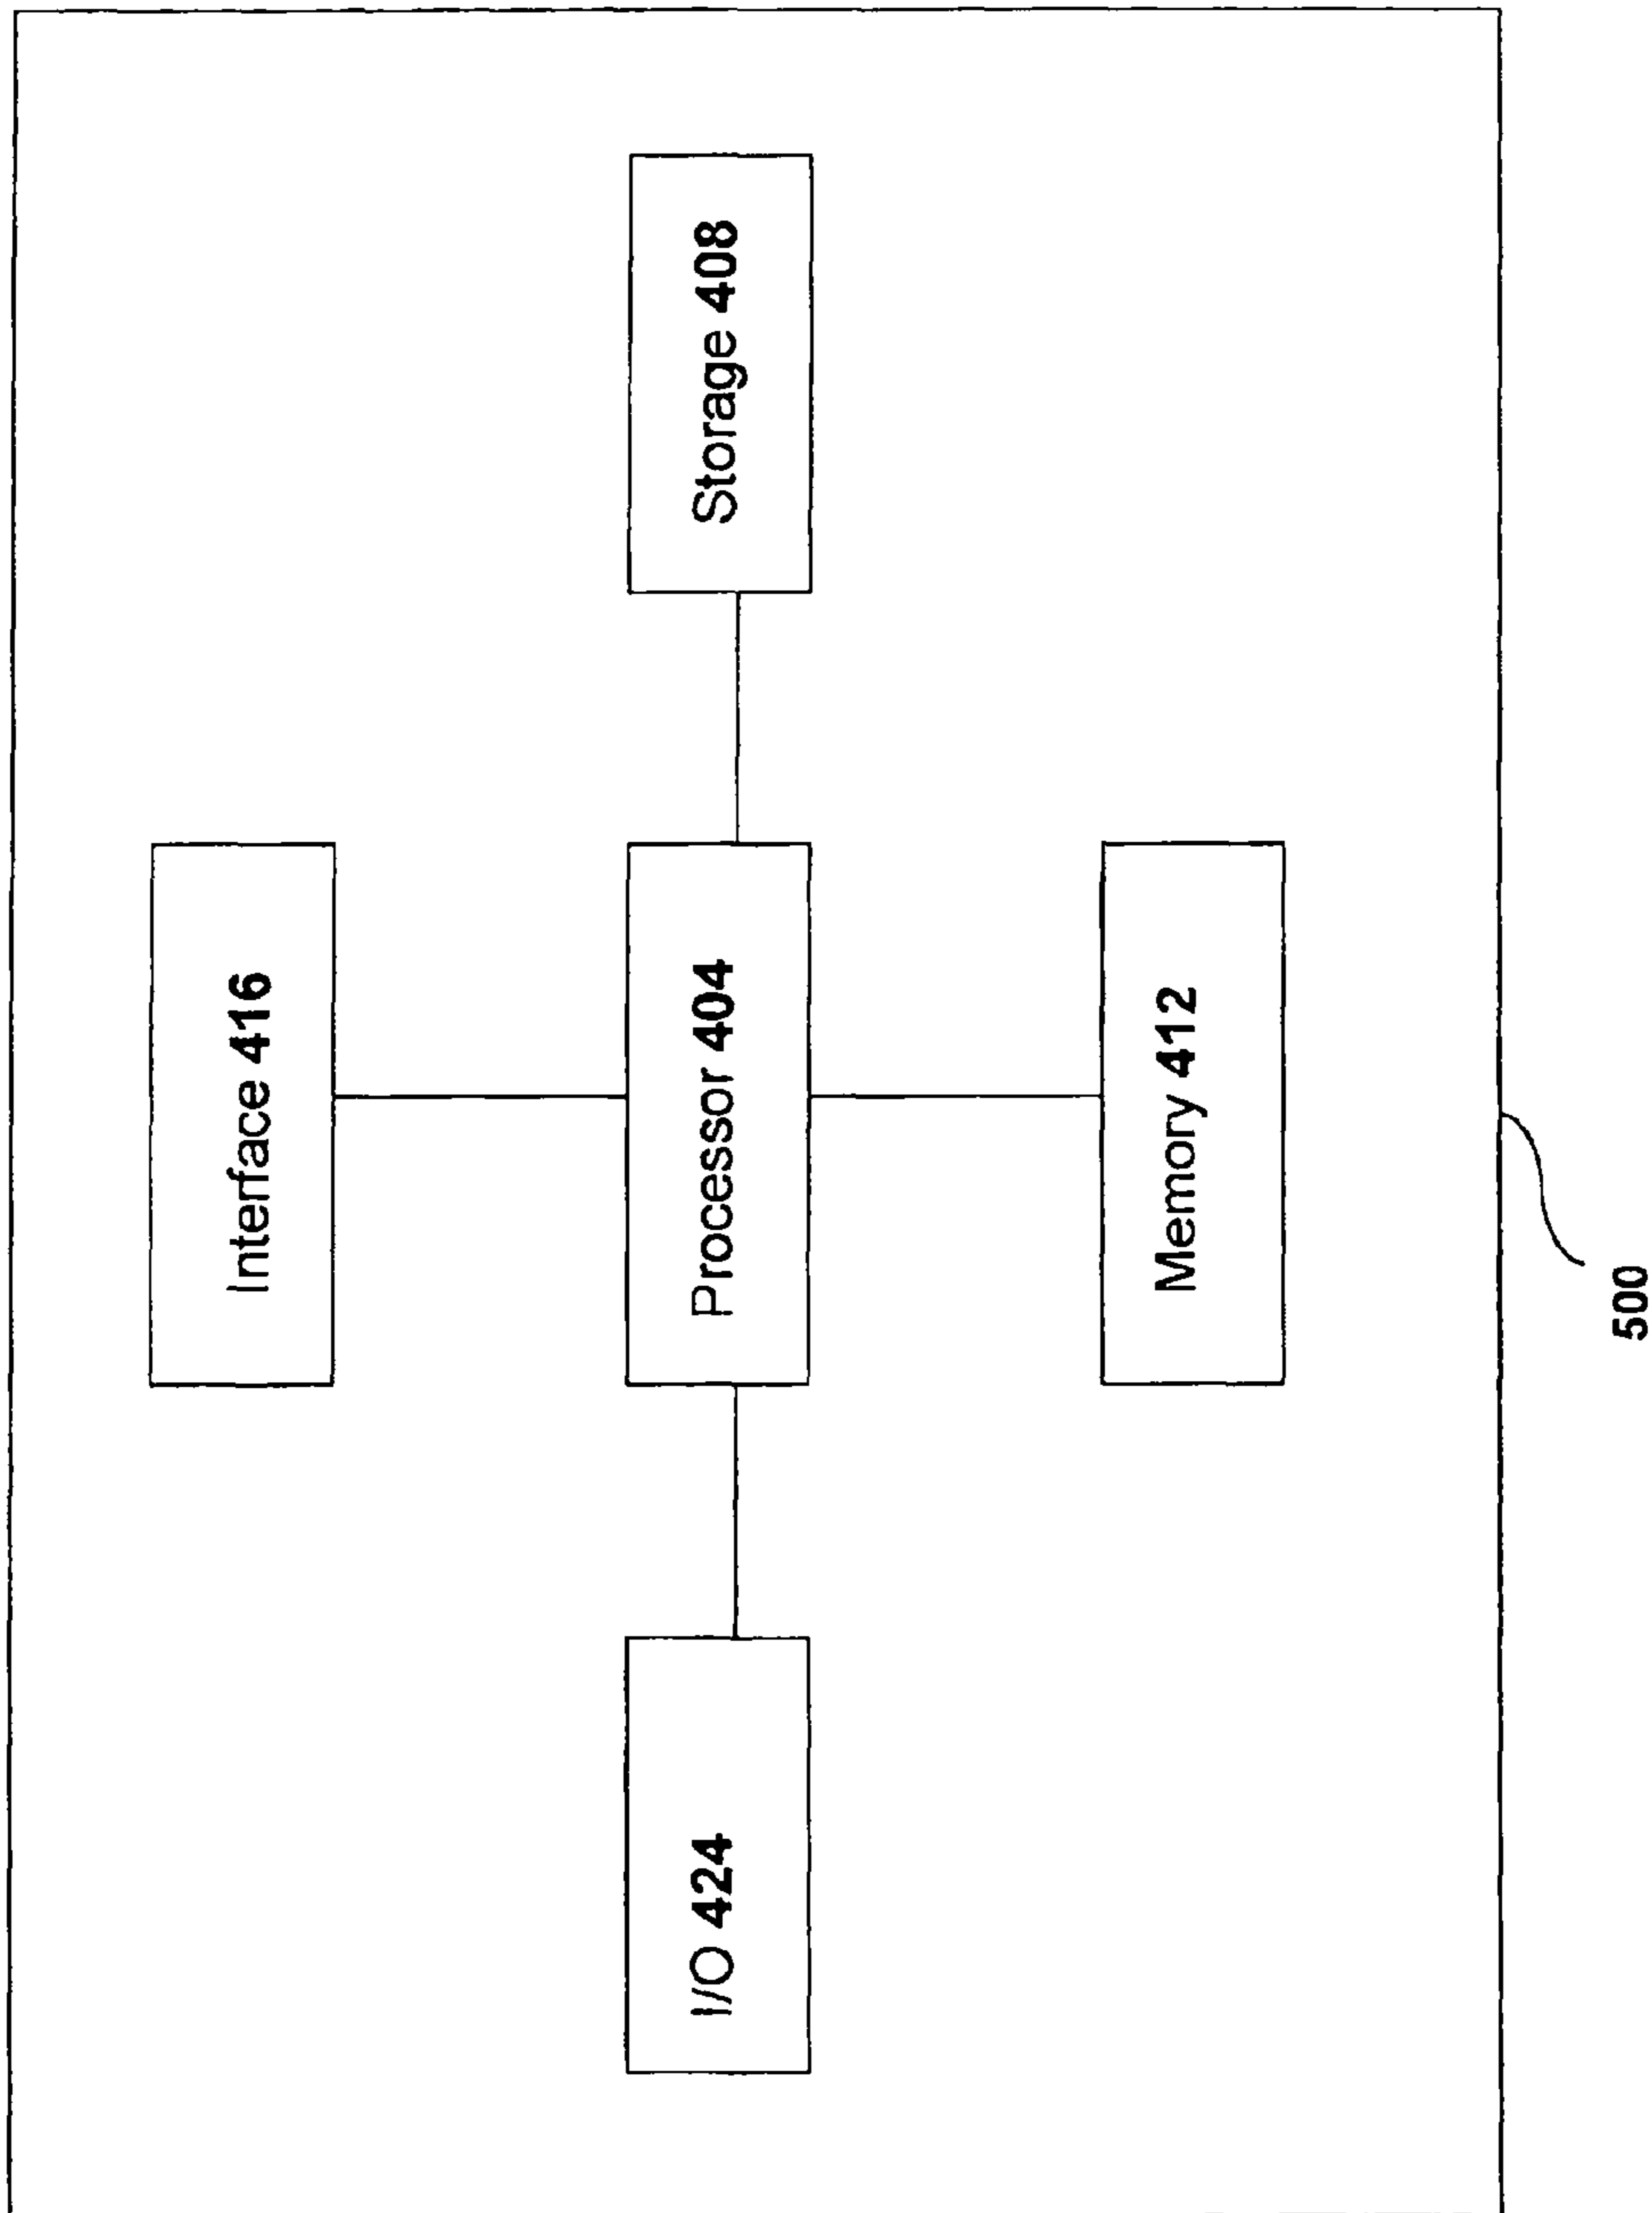 Interface 416
I/O 424
Processor 404
Storage 408
Memory 412
500